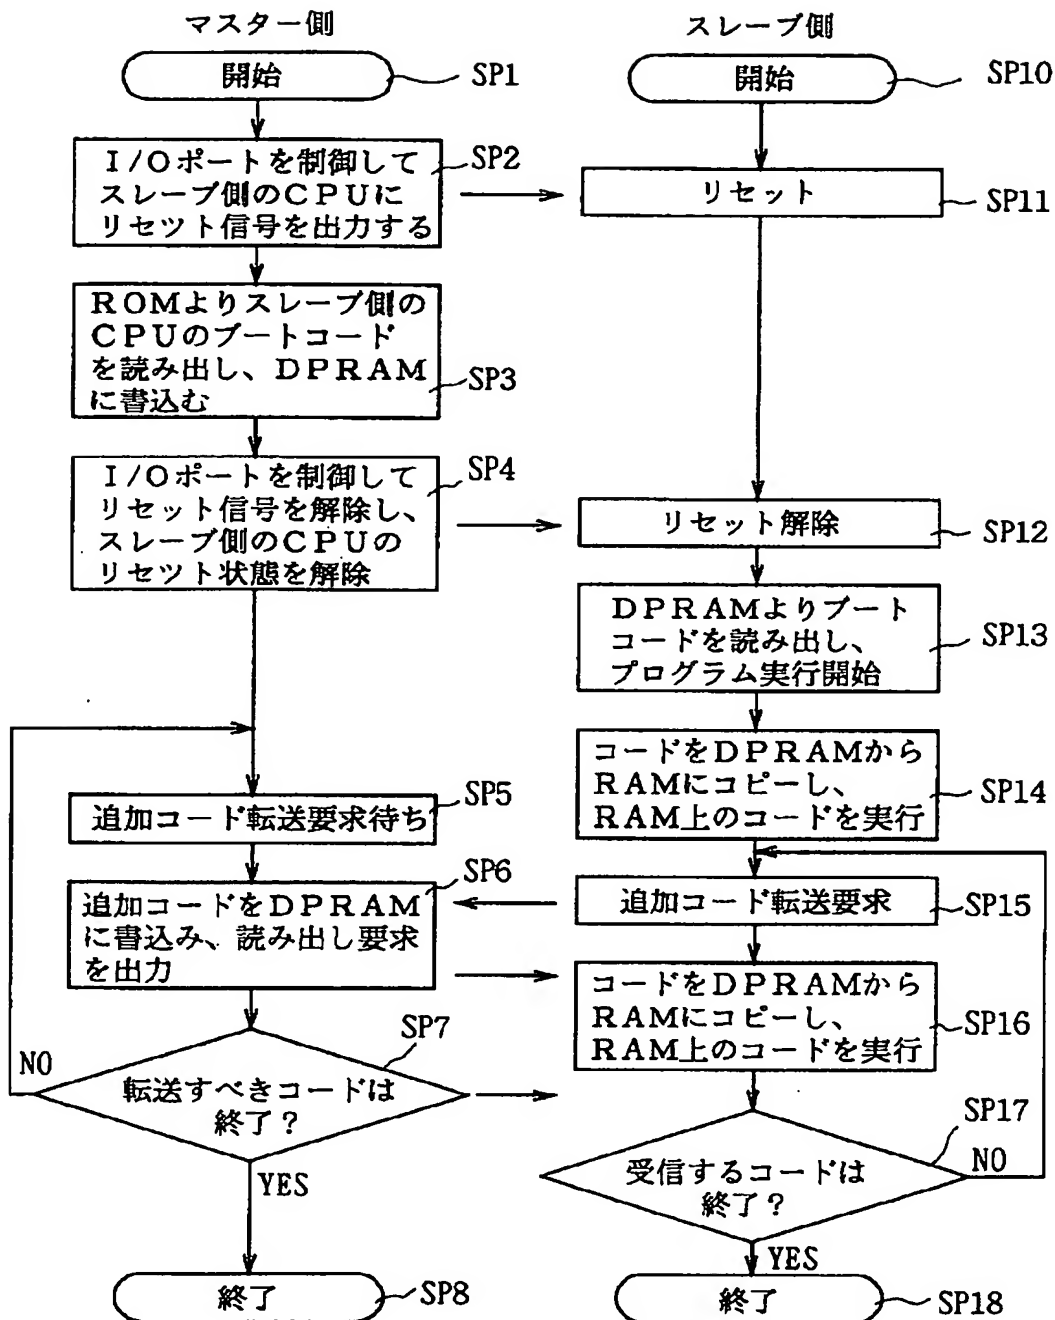 マスター側
開始
SP1
I/Oポートを制御して
スレーブ側のCPUに
リセット信号を出力する
SP2
ROMよりスレーブ側の
CPUのブートコード
を読み出し、DPRAM
に書込む
SP3
I/Oポートを制御して
リセット信号を解除し、
スレーブ側のCPUの
リセット状態を解除
SP4
追加コード転送要求待ち
SP5
追加コードをDPRAM
に書込み、読み出し要求
を出力
SP6
転送すべきコードは
終了?
SP7
NO
YES
終了
SP8
スレーブ側
開始
SP10
リセット
SP11
リセット解除
SP12
DPRAMよりブート
コードを読み出し、
プログラム実行開始
SP13
コードをDPRAMから
RAMにコピーし、
RAM上のコードを実行
SP14
追加コード転送要求
SP15
コードをDPRAMから
RAMにコピーし、
RAM上のコードを実行
SP16
受信するコードは
終了?
SP17
NO
YES
終了
SP18